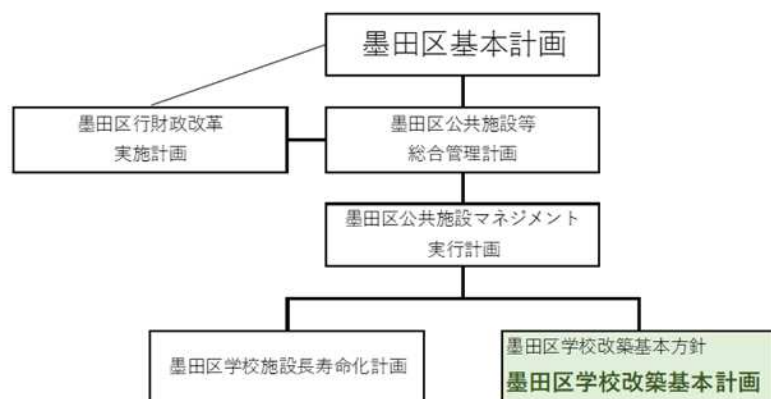 墨田区基本計画
墨田区行財政改革
実施計画
墨田区公共施設等
総合管理計画
墨田区公共施設マネジメント
実行計画
墨田区学校施設長寿命化計画
墨田区学校改築基本方針
墨田区学校改築基本計画